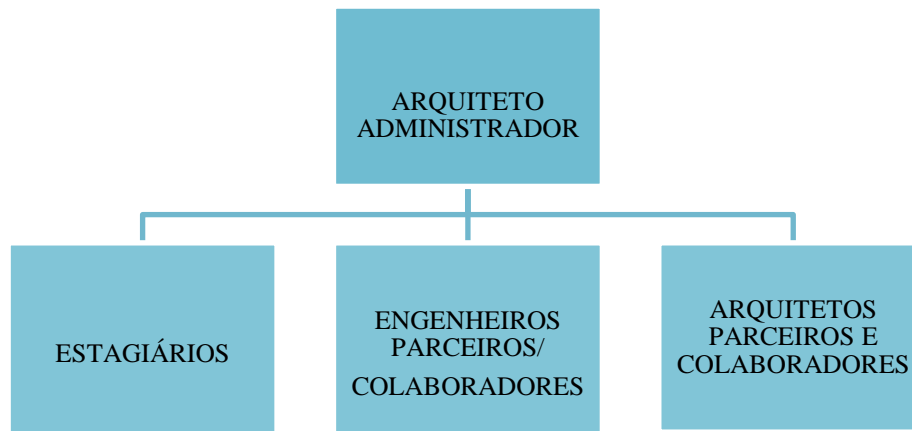 ARQUITETO
ADMINISTRADOR
ESTAGIÁRIOS
ENGENHEIROS
PARCEIROS/
COLABORADORES
ARQUITETOS
PARCEIROS E
COLABORADORES